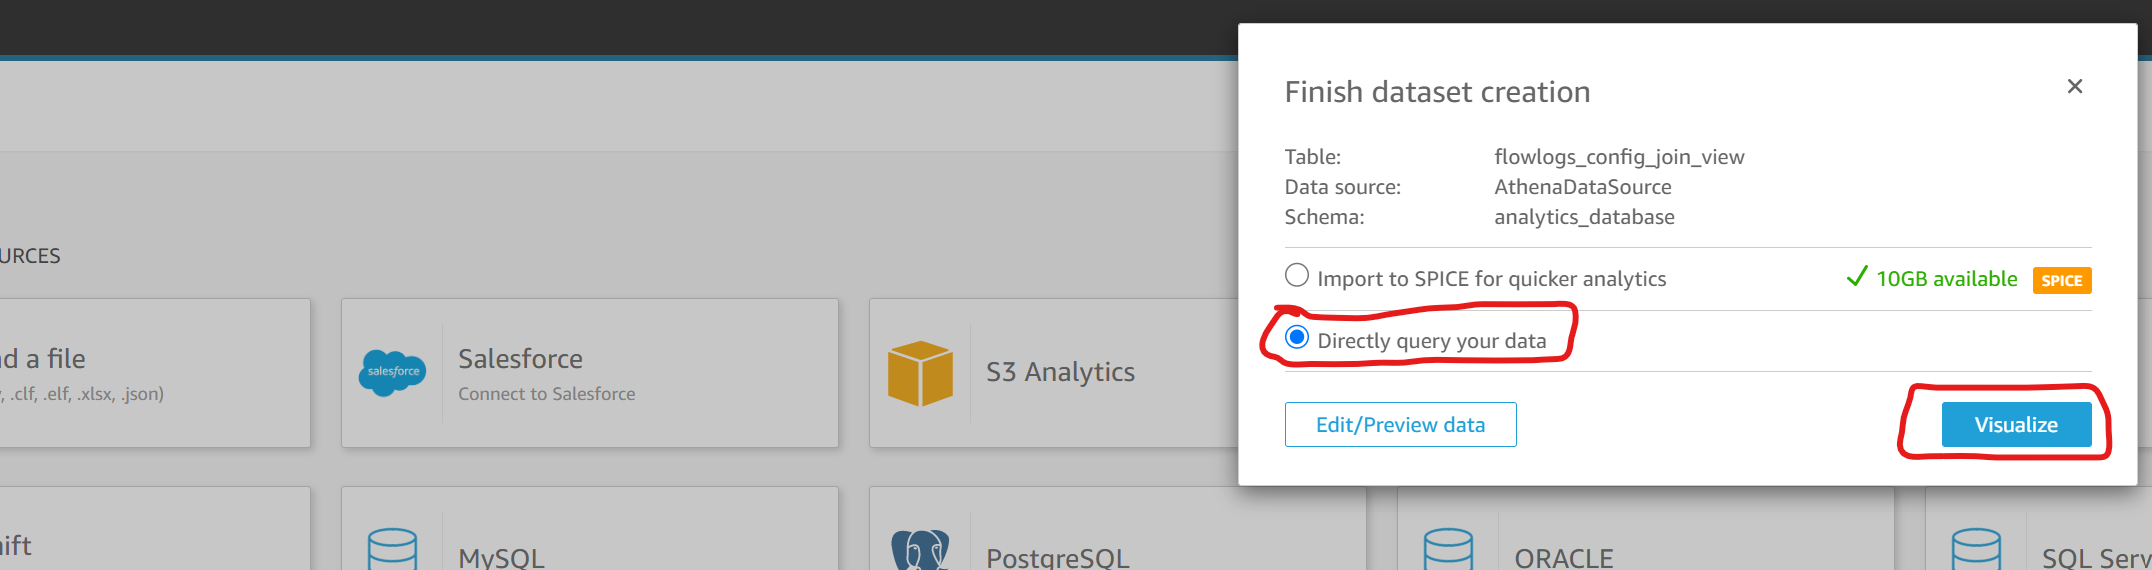 Finish dataset creation
Table: flowlogs_config_join_view
Data source: AthenaDataSource
Schema: analytics_database
Import to SPICE for quicker analytics 10GB available SPICE
Directly query your data
Edit/Preview data Visualize
URCES
d a file
, .clf, .elf, .xlsx, .json)
salesforce
Salesforce
Connect to Salesforce
S3 Analytics
ift
MySQL
PostgreSQL
ORACLE
SQL Serv